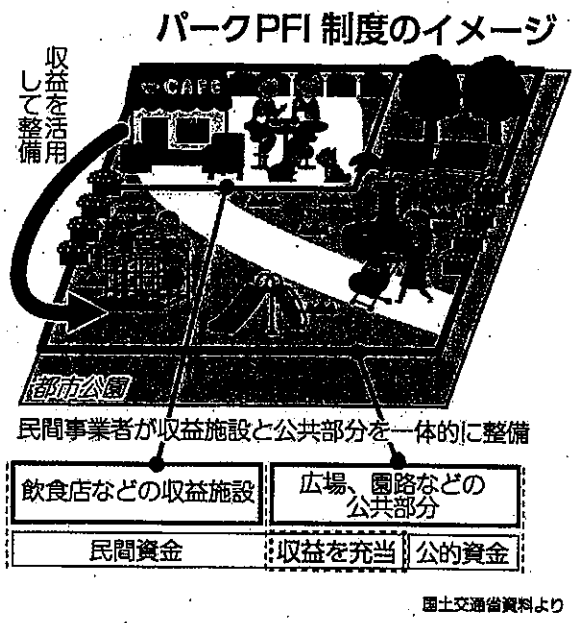 パークPFI 制度のイメージ
収益を活用
して整備
CAFE
都市公園
民間事業者が収益施設と公共部分を一体的に整備
飲食店などの収益施設
広場、園路などの
公共部分
民間資金
収益を充当
公的資金
国土交通省資料より